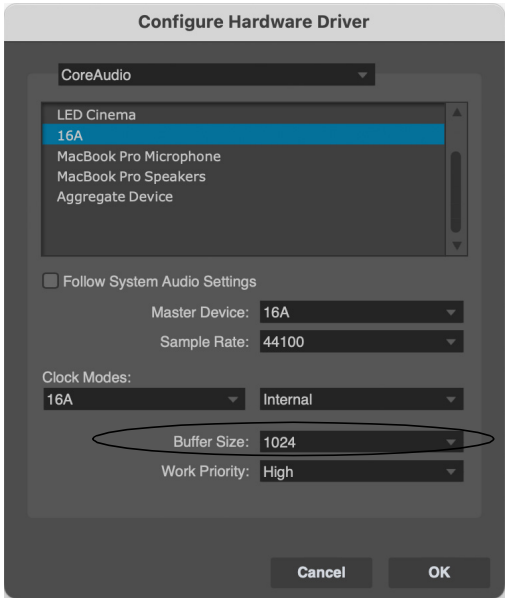 Configure Hardware Driver
CoreAudio
LED Cinema
16A
MacBook Pro Microphone
MacBook Pro Speakers
Aggregate Device
Follow System Audio Settings
Master Device: 16A
Sample Rate: 44100
Clock Modes:
16A Internal
Buffer Size: 1024
Work Priority: High
Cancel OK